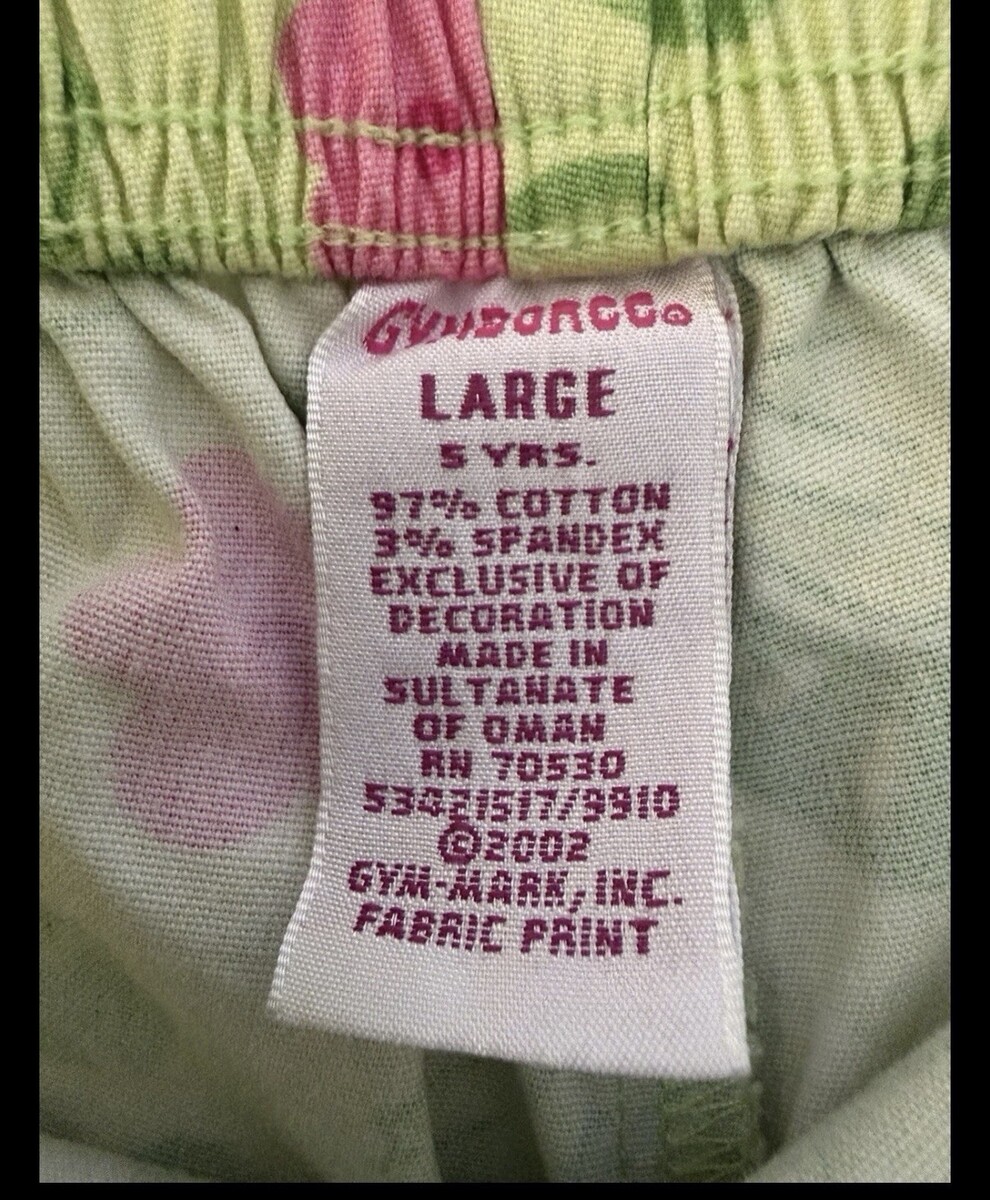 GYMBOREE®
LARGE
5 YRS.
97% COTTON
3% SPANDEX
EXCLUSIVE OF
DECORATION
MADE IN
SULTANATE
OF OMAN
RN 70530
53421517/9910
©2002
GYM-MARK, INC.
FABRIC PRINT